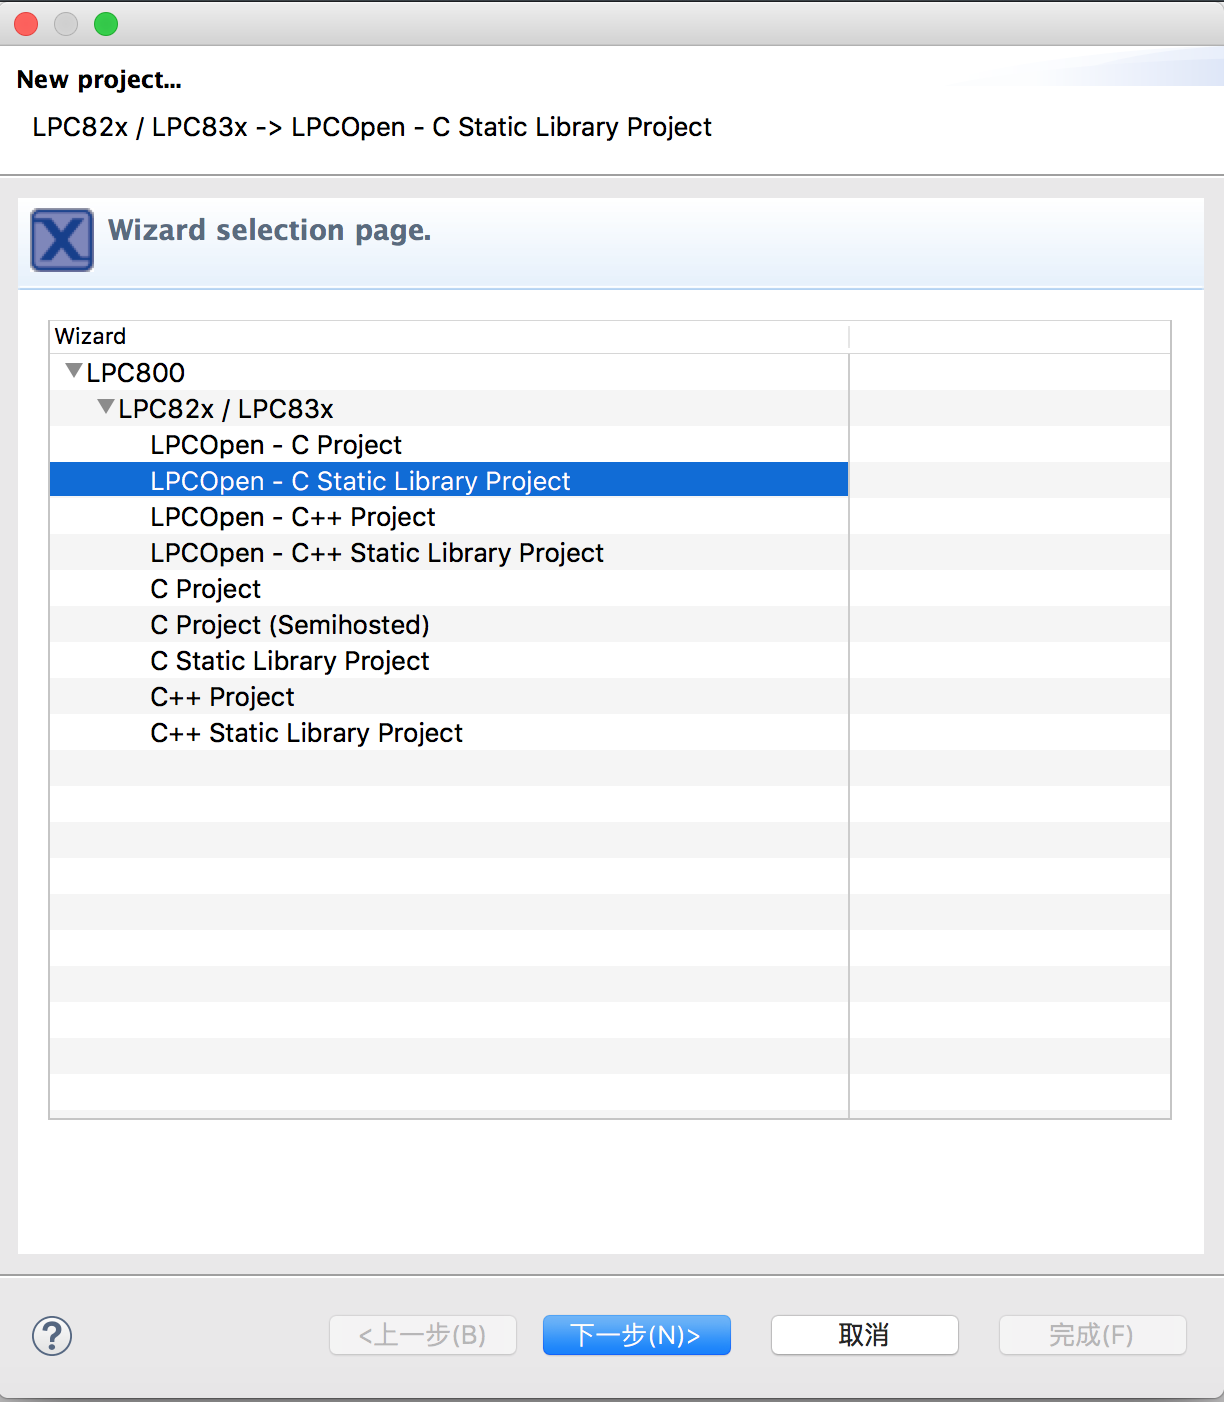 New project...
LPC82x / LPC83x -> LPCOpen - C Static Library Project
Wizard selection page.
Wizard
LPC800
LPC82x / LPC83x
LPCOpen - C Project
LPCOpen - C Static Library Project
LPCOpen - C++ Project
LPCOpen - C++ Static Library Project
C Project
C Project (Semihosted)
C Static Library Project
C++ Project
C++ Static Library Project
? <上一步(B) 下一步(N)> 取消 完成(F)